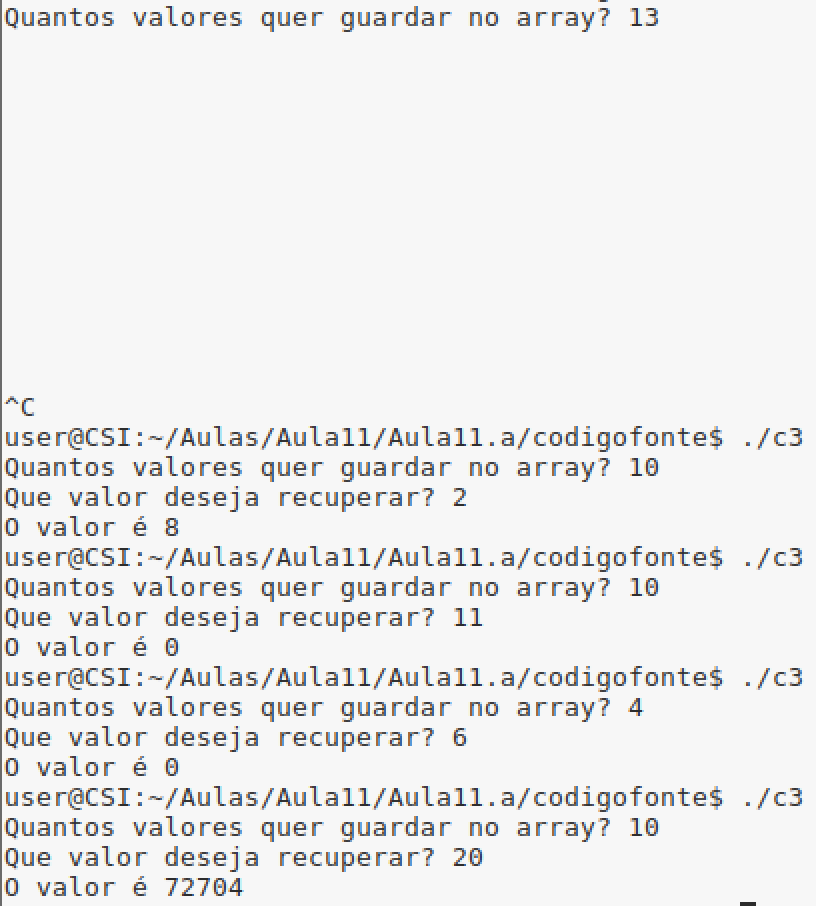 Quantos valores quer guardar no array? 13
^C
user@CSI:~/Aulas/Aula11/Aula11.a/codigofonte$ ./c3
Quantos valores quer guardar no array? 10
Que valor deseja recuperar? 2
O valor é 8
user@CSI:~/Aulas/Aula11/Aula11.a/codigofonte$ ./c3
Quantos valores quer guardar no array? 10
Que valor deseja recuperar? 11
O valor é 0
user@CSI:~/Aulas/Aula11/Aula11.a/codigofonte$ ./c3
Quantos valores quer guardar no array? 4
Que valor deseja recuperar? 6
O valor é 0
user@CSI:~/Aulas/Aula11/Aula11.a/codigofonte$ ./c3
Quantos valores quer guardar no array? 10
Que valor deseja recuperar? 20
O valor é 72704